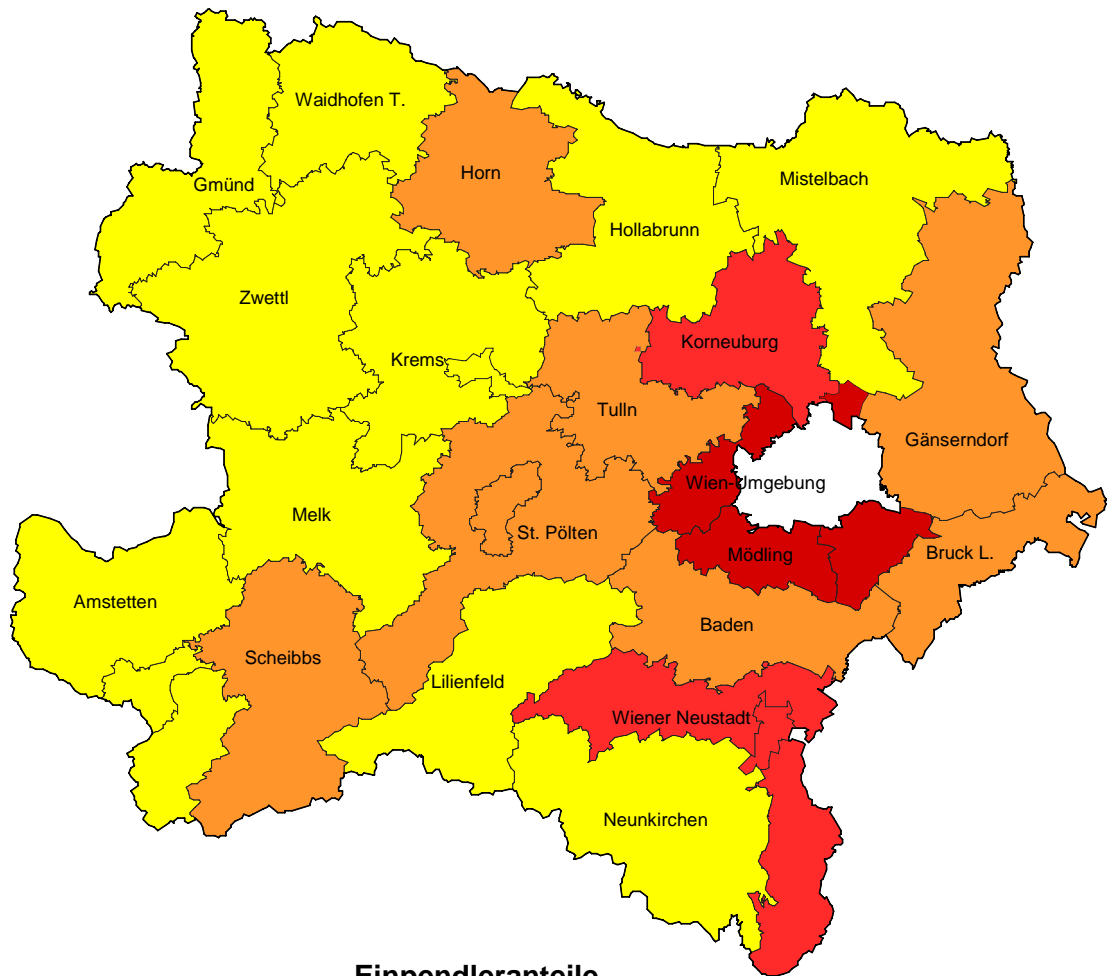 Waidhofen T.
Horn
Mistelbach
Gmünd
Hollabrunn
Zwettl
Korneuburg
Krems
Tulln
Gänserndorf
Wien-Umgebung
Melk
St. Pölten
Mödling
Bruck L.
Amstetten
Baden
Scheibbs
Lilienfeld
Wiener Neustadt
Neunkirchen
Einpendleranteile